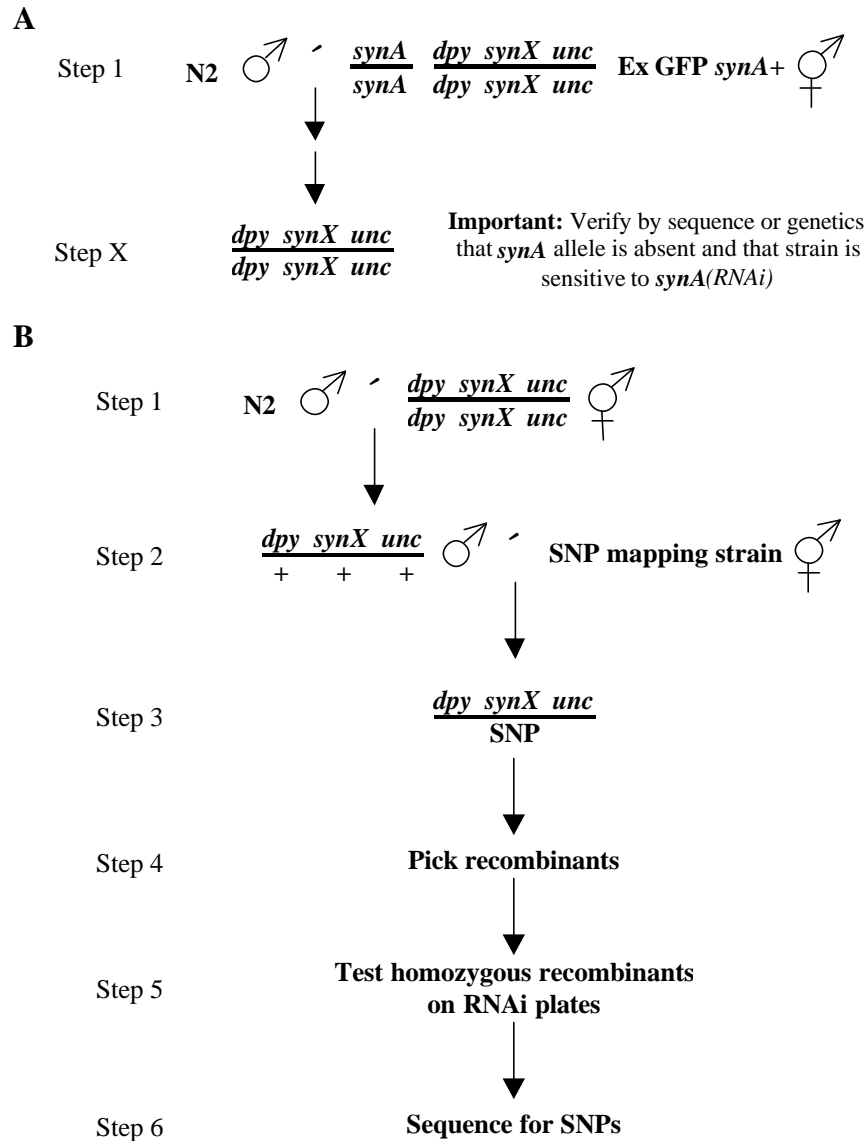 A
Step 1 N2 synA dpy synX unc Ex GFP synA+
synA dpy synX unc
Step X dpy synX unc
dpy synX unc
Important: Verify by sequence or genetics
that synA allele is absent and that strain is
sensitive to synA(RNAi)
B
Step 1 N2 dpy synX unc
dpy synX unc
Step 2 dpy synX unc SNP mapping strain
+ + +
Step 3 dpy synX unc
SNP
Step 4 Pick recombinants
Step 5 Test homozygous recombinants
on RNAi plates
Step 6 Sequence for SNPs